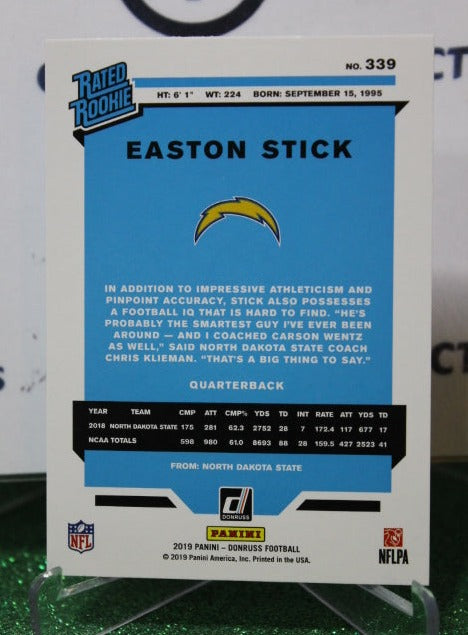 NO. 339
RATED
ROOKIE
HT: 6' 1" WT: 224 BORN: SEPTEMBER 15, 1995
EASTON STICK
IN ADDITION TO IMPRESSIVE ATHLETICISM AND
PINPOINT ACCURACY, STICK ALSO POSSESSES
A FOOTBALL IQ THAT IS HARD TO FIND. "HE'S
PROBABLY THE SMARTEST GUY I'VE EVER BEEN
AROUND — AND I COACHED CARSON WENTZ
AS WELL," SAID NORTH DAKOTA STATE COACH
CHRIS KLIEMAN. "THAT'S A BIG THING TO SAY."
QUARTERBACK
YEAR TEAM CMP ATT CMP% YDS TD I RATE ATT YDS TD
2018 NORTH DAKOTA STATE 175 281 62.3 2752 28 7 172.4 117 677 17
NCAA TOTALS 598 980 61.0 8693 88 28 159.5 427 2523 41
FROM: NORTH DAKOTA STATE
DONRUSS
PANINI
2019 PANINI – DONRUSS FOOTBALL
© 2019 Panini America, Inc. Printed in the USA.
NFL
NFLPA